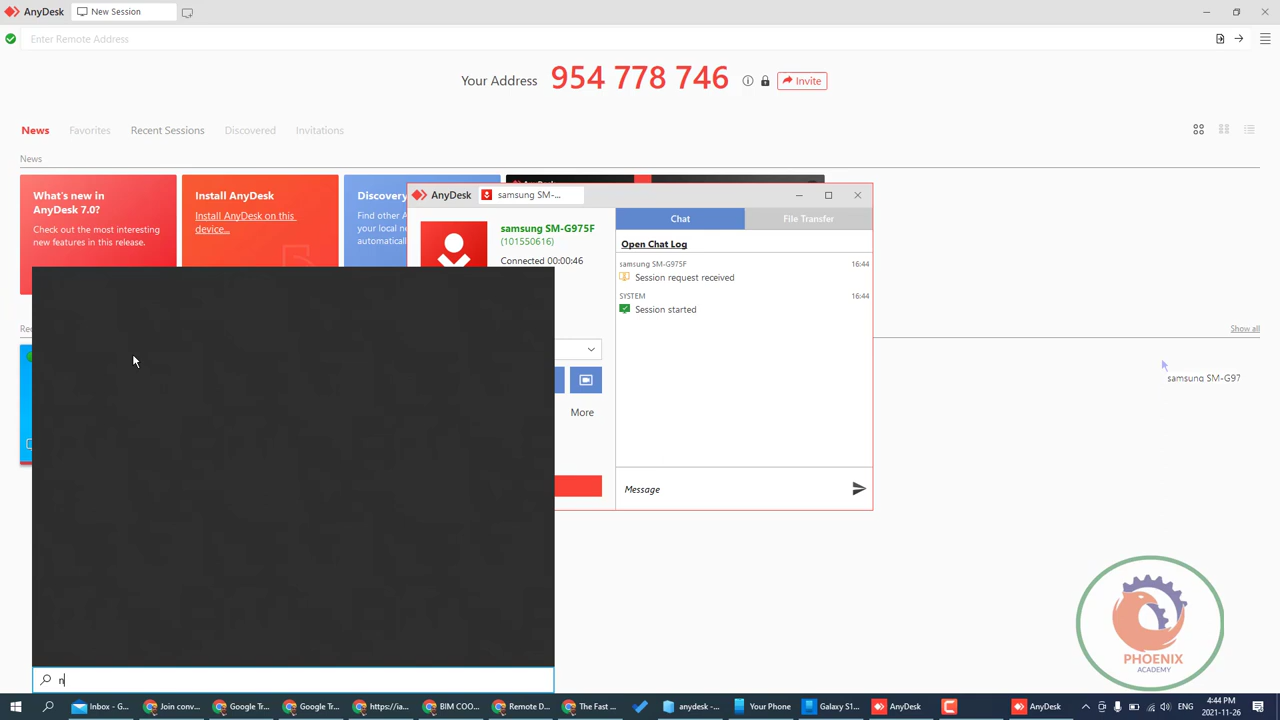 AnyDesk
New Session
Enter Remote Address
Your Address 954 778 746
Invite
News
Favorites
Recent Sessions
Discovered
Invitations
News
What's new in
AnyDesk 7.0?
Check out the most interesting
new features in this release.
Install AnyDesk
Install AnyDesk on this
device...
Discovery
Find other A
your local ne
automatically
AnyDesk
samsung SM-...
samsung SM-G975F
(101550616)
Connected 00:00:46
More
Chat
File Transfer
Open Chat Log
samsung SM-G975F 16:44
Session request received
SYSTEM 16:44
Session started
Message
Show all
samsung SM-G97
n
PHOENIX
ACADEMY
Inbox - G...
Join conv...
Google Tr...
Google Tr...
https://ia...
BIM COO...
Remote D...
The Fast ...
anydesk - ...
Your Phone
Galaxy S1...
AnyDesk
AnyDesk
ENG
4:44 PM
2021-11-26